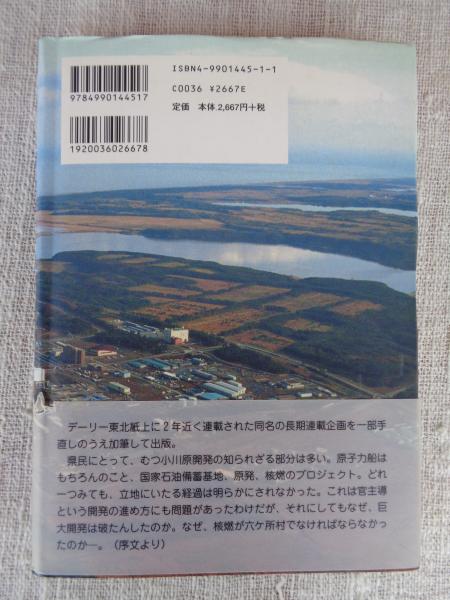 ISBN4-9901445-1-1
C0036 ¥2667E
定価 本体2,667円+税
9784990144517
1920036026678
デーリー東北紙上に2年近く連載された同名の長期連載企画を一部手
直しのうえ加筆して出版。
県民にとって、むつ小川原開発の知られざる部分は多い。原子力船は
もちろんのこと、国家石油備蓄基地、原発、核燃のプロジェクト。どれ
一つみても、立地にいたる経過は明らかにされなかった。これは官主導
という開発の進め方にも問題があったわけだが、それにしてもなぜ、巨
大開発は破たんしたのか。なぜ、核燃が六ケ所村でなければならなかっ
たのか─。（序文より）